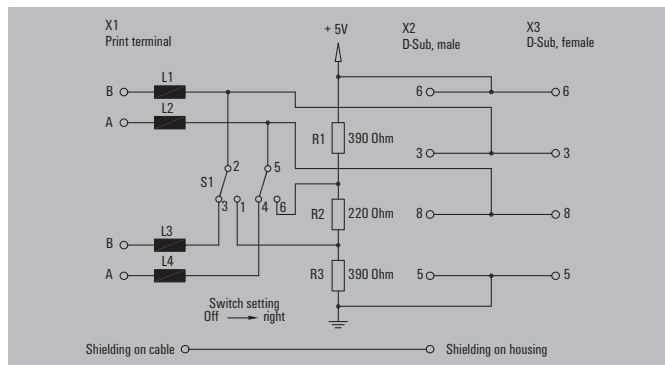 X1
Print terminal
+ 5V
X2
D-Sub, male
X3
D-Sub, female
B
L1
6
6
A
L2
R1
390 Ohm
3
3
2
5
S1
3
1
4
6
R2
220 Ohm
8
8
B
L3
A
L4
R3
390 Ohm
5
5
Switch setting
Off
right
Shielding on cable
Shielding on housing